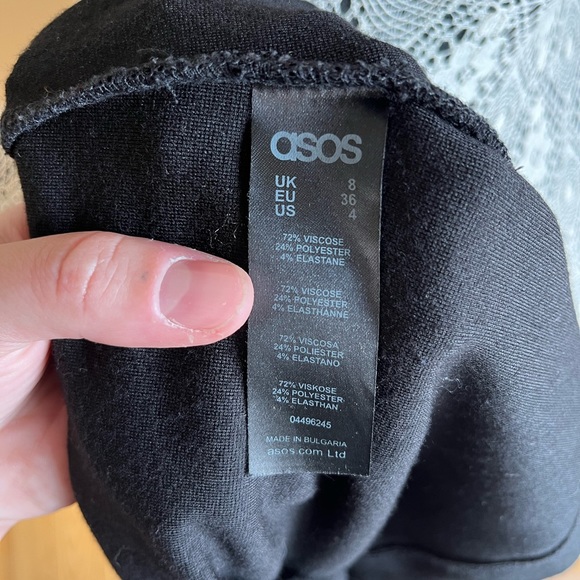 asos
UK 8
EU 36
US 4
72% VISCOSE
24% POLYESTER
4% ELASTANE
72% VISCOSE
24% POLYESTER
4% ELASTHANNE
72% VISCOSA
24% POLIESTER
4% ELASTANO
72% VISKOSE
24% POLYESTER
4% ELASTHAN
04496245
MADE IN BULGARIA
asos.com Ltd